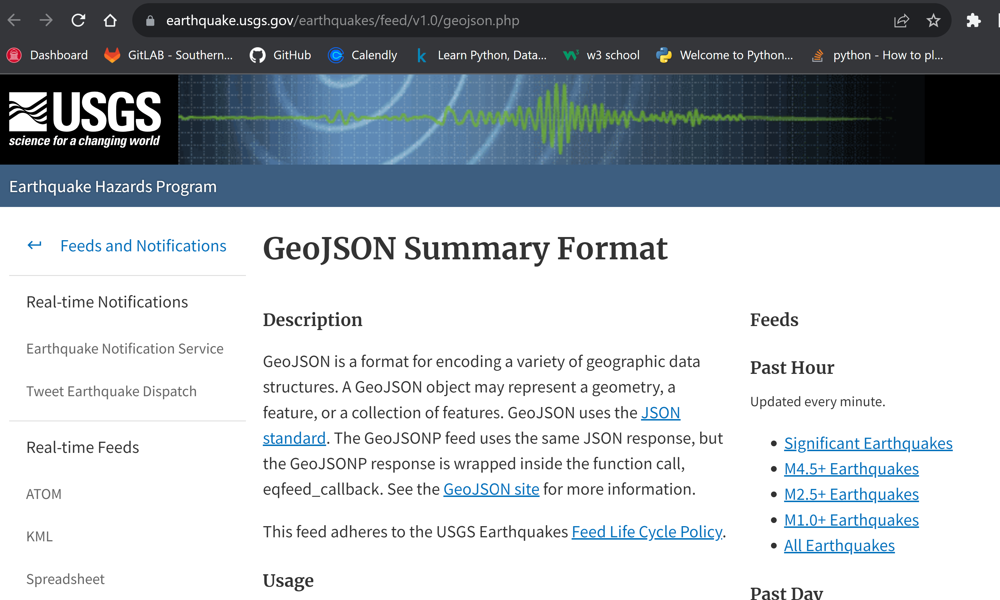 earthquake.usgs.gov/earthquakes/feed/v1.0/geojson.php
Dashboard
GitLAB - Southern...
GitHub
Calendly
Learn Python, Data...
w3 school
Welcome to Python...
python - How to pl...
USGS
science for a changing world
Earthquake Hazards Program
Feeds and Notifications
Real-time Notifications
Earthquake Notification Service
Tweet Earthquake Dispatch
Real-time Feeds
ATOM
KML
Spreadsheet
GeoJSON Summary Format
Description
GeoJSON is a format for encoding a variety of geographic data
structures. A GeoJSON object may represent a geometry, a
feature, or a collection of features. GeoJSON uses the JSON
standard. The GeoJSONP feed uses the same JSON response, but
the GeoJSONP response is wrapped inside the function call,
eqfeed_callback. See the GeoJSON site for more information.
This feed adheres to the USGS Earthquakes Feed Life Cycle Policy.
Usage
Feeds
Past Hour
Updated every minute.
Significant Earthquakes
M4.5+ Earthquakes
M2.5+ Earthquakes
M1.0+ Earthquakes
All Earthquakes
Past Day